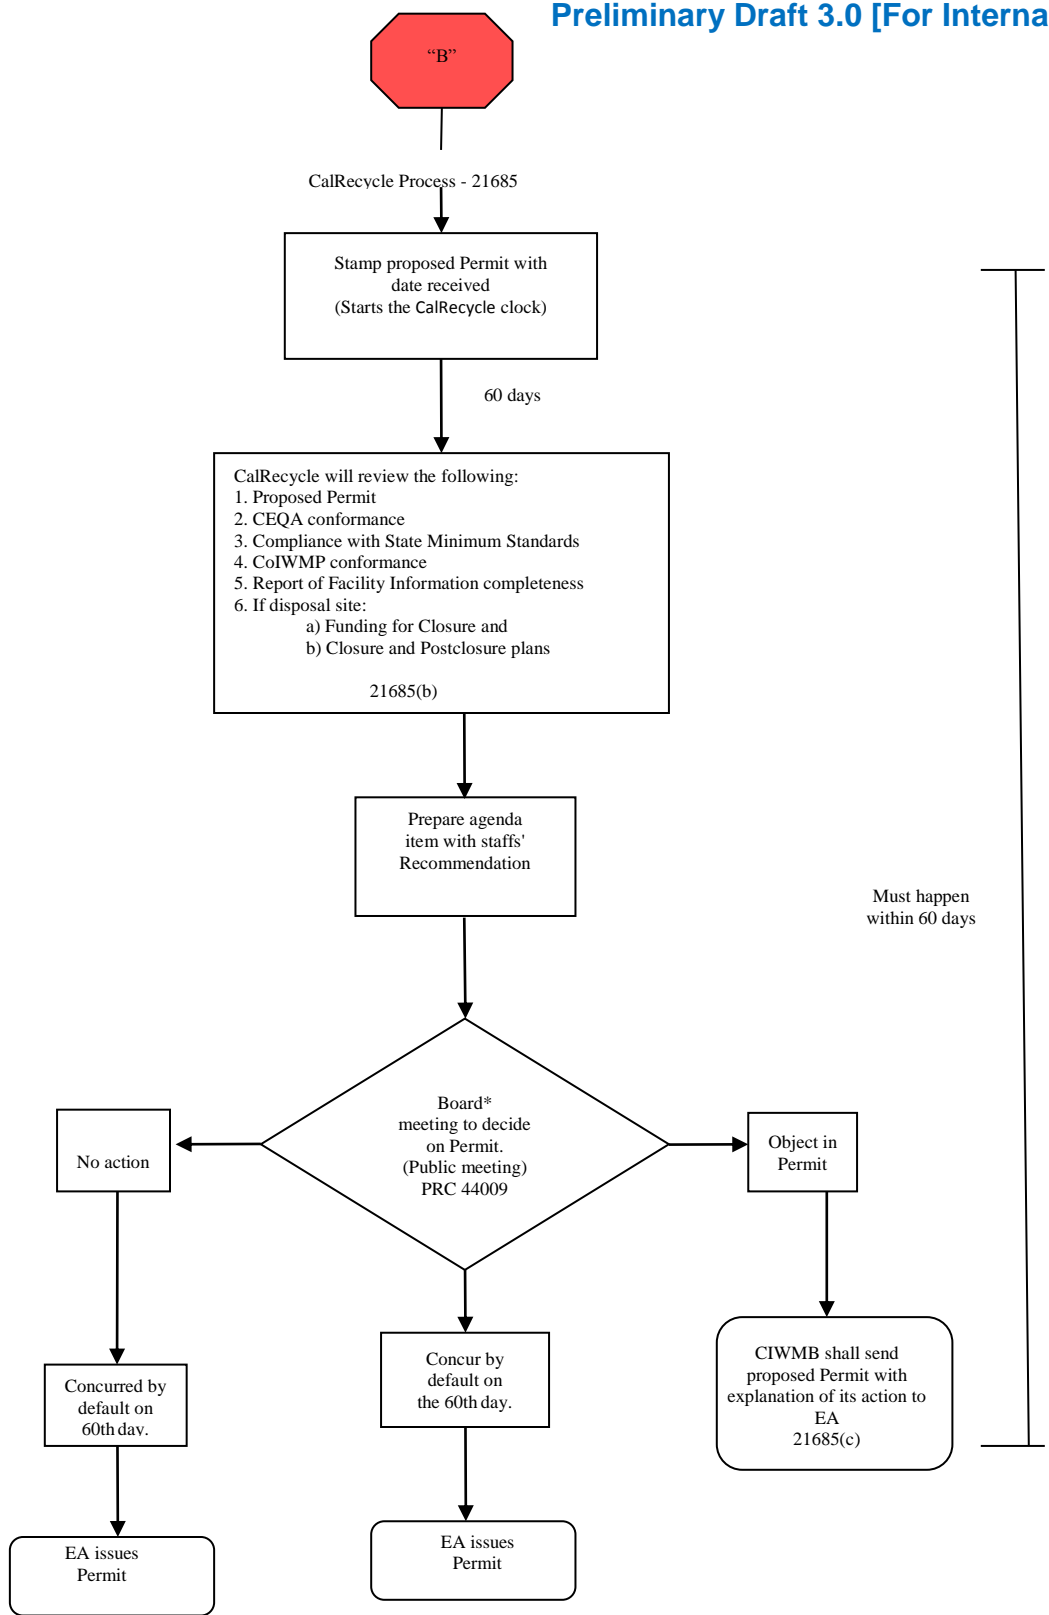 Preliminary Draft 3.0 [For Interna
“B”
CalRecycle Process - 21685
Stamp proposed Permit with
date received
(Starts the CalRecycle clock)
60 days
CalRecycle will review the following:
1. Proposed Permit
2. CEQA conformance
3. Compliance with State Minimum Standards
4. CoIWMP conformance
5. Report of Facility Information completeness
6. If disposal site:
a) Funding for Closure and
b) Closure and Postclosure plans
21685(b)
Prepare agenda
item with staffs'
Recommendation
Must happen
within 60 days
Board*
meeting to decide
on Permit.
(Public meeting)
PRC 44009
No action
Object in
Permit
Concurred by
default on
60th day.
Concur by
default on
the 60th day.
CIWMB shall send
proposed Permit with
explanation of its action to
EA
21685(c)
EA issues
Permit
EA issues
Permit